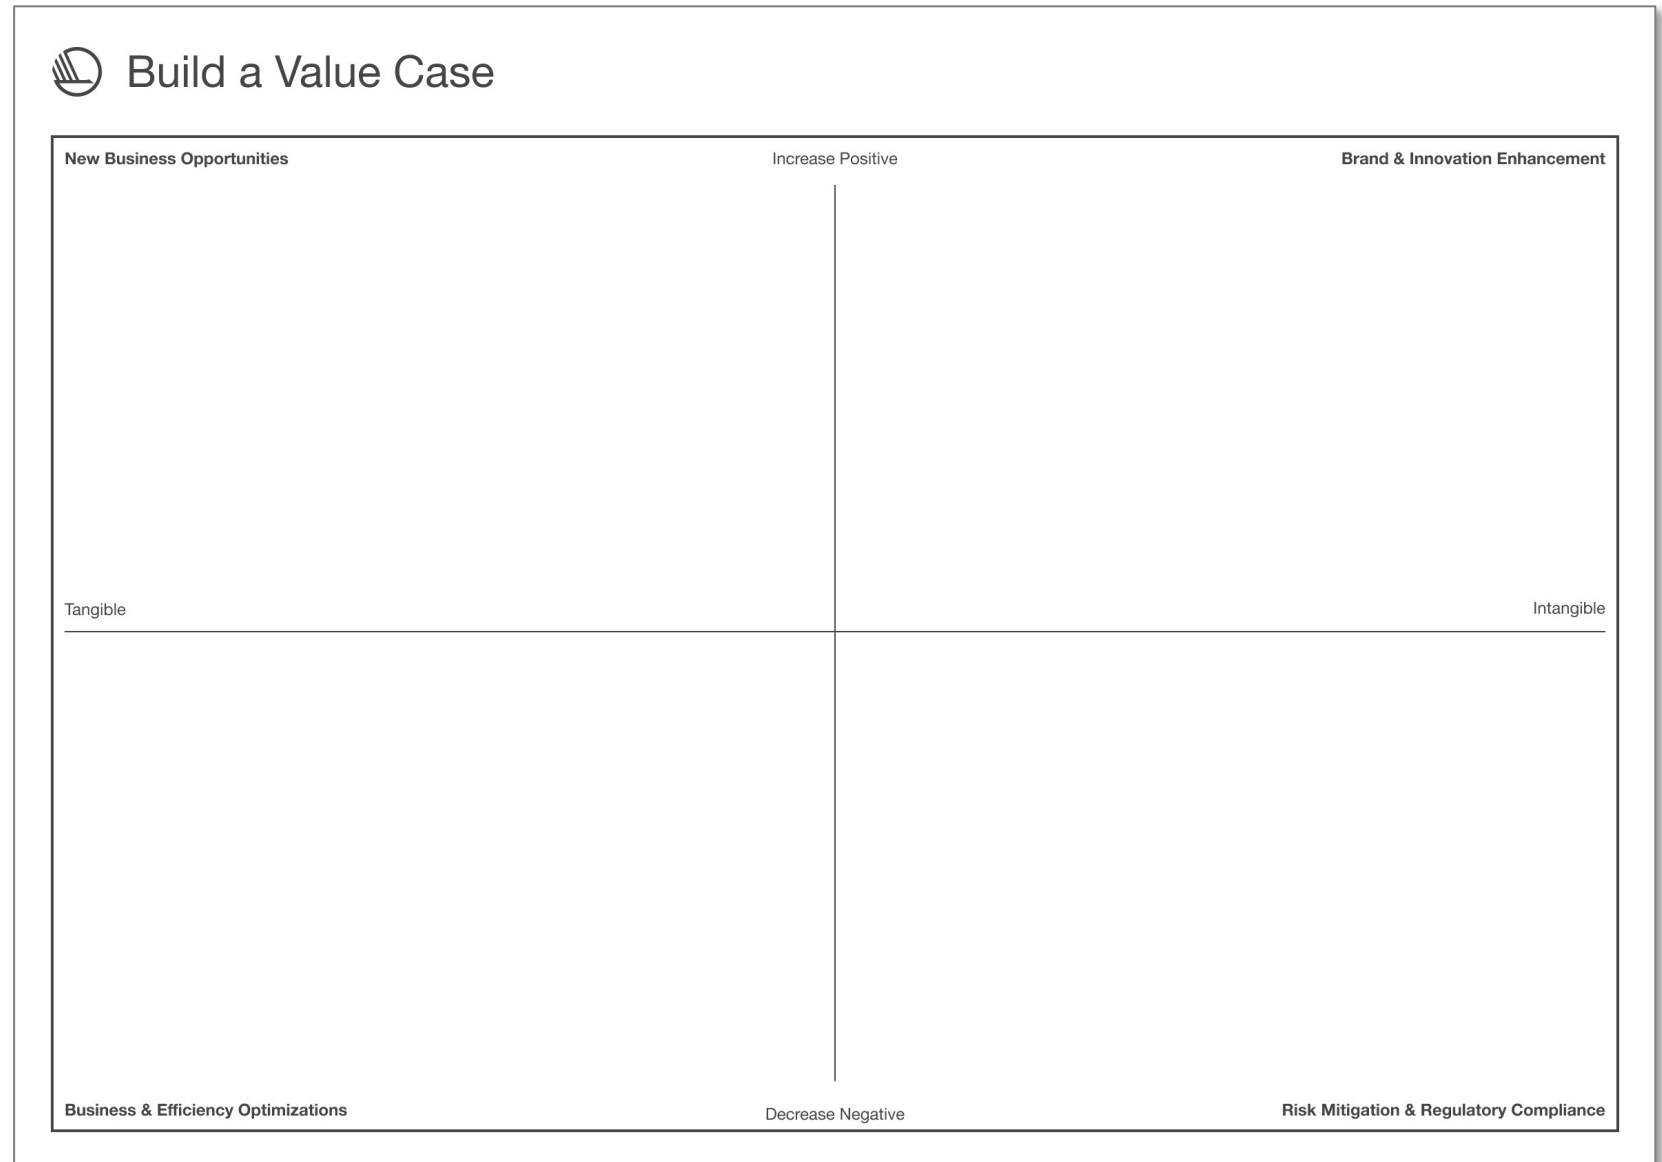 Build a Value Case
New Business Opportunities
Increase Positive
Brand & Innovation Enhancement
Tangible
Intangible
Business & Efficiency Optimizations
Decrease Negative
Risk Mitigation & Regulatory Compliance